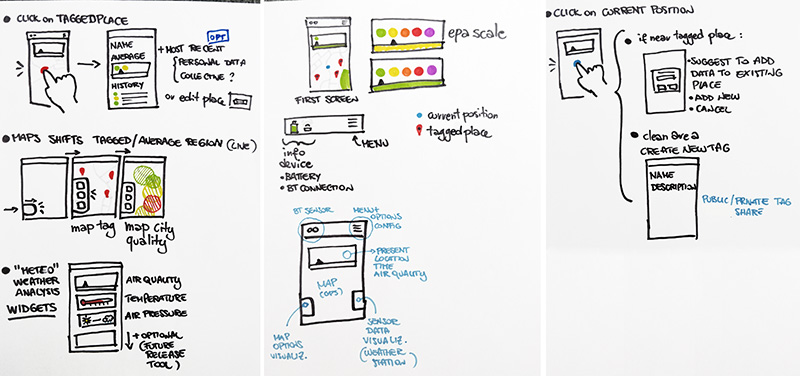 CLICK ON TAGGEDPLACE
OPT
NAME
AVERAGE
HISTORY
+ MOST RECENT
PERSONAL DATA
COLLECTIVE?
or edit place
MAPS SHIFTS TAGGED/AVERAGE REGION (LIVE)
map tag
map city
quality
"METEO"
WEATHER
ANALYSIS
WIDGETS
AIR QUALITY
TEMPERATURE
AIR PRESSURE
+ OPTIONAL
(FUTURE
RELEASE
TOOL)
epa scale
FIRST SCREEN
current position
tagged place
info
device
MENU
BATTERY
BT CONNECTION
BT SENSOR
MENU +
OPTIONS
CONFIG
PRESENT
LOCATION
TIME
AIR QUALITY
MAP
(GPS)
MAP
OPTIONS
VISUALIZ.
SENSOR
DATA
VISUALIZ.
(WEATHER
STATION)
CLICK ON CURRENT POSITION
if near tagged place:
SUGGEST TO ADD
DATA TO EXISTING
PLACE
ADD NEW
CANCEL
clean area
CREATE NEW TAG
NAME
DESCRIPTION
PUBLIC/PRIVATE TAG
SHARE